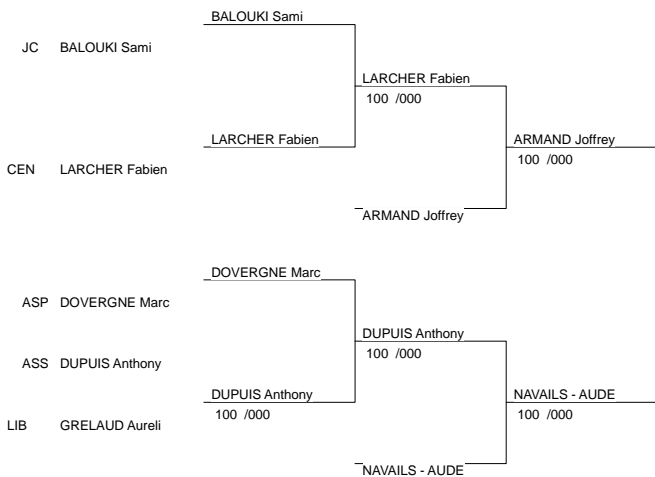 BALOUKI Sami
JC BALOUKI Sami
LARCHER Fabien
100 /000
LARCHER Fabien
ARMAND Joffrey
100 /000
CEN LARCHER Fabien
ARMAND Joffrey
DOVERGNE Marc
ASP DOVERGNE Marc
DUPUIS Anthony
100 /000
ASS DUPUIS Anthony
DUPUIS Anthony
100 /000
NAVAILS - AUDE
100 /000
LIB GRELAUD Aureli
NAVAILS - AUDE